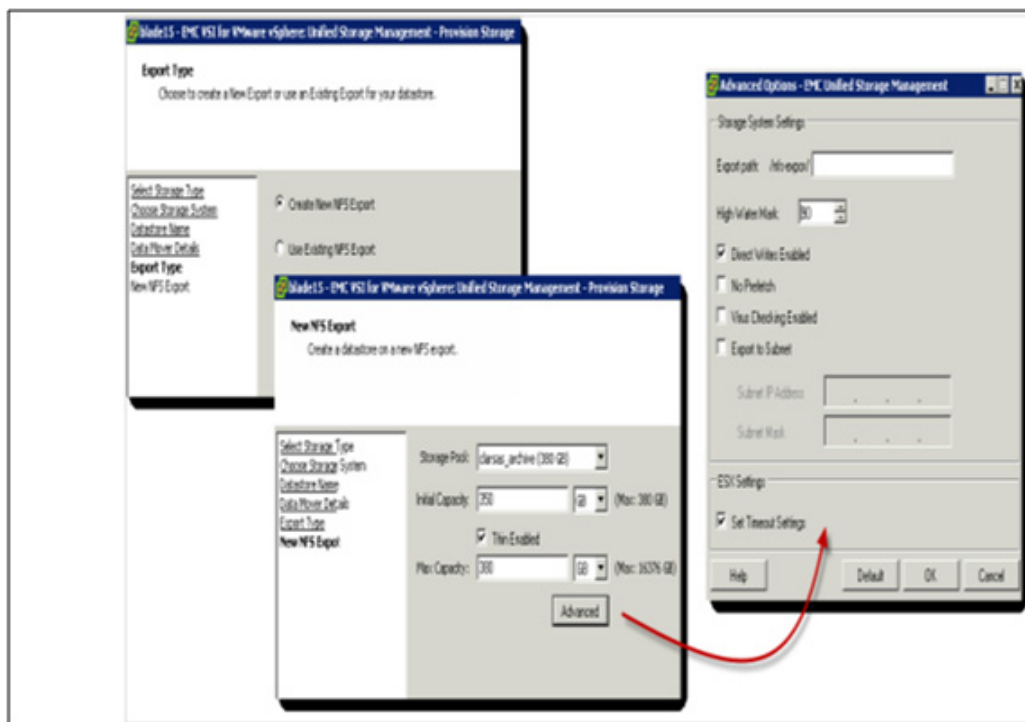 blade15 - EMC VSI for VMware vSphere: Unified Storage Management - Provision Storage
Export Type
Choose to create a New Export or use an Existing Export for your datastore.
Select Storage Type
Choose Storage System
Datastore Name
Data Mover Details
Export Type
New NFS Export
Create New NFS Export
Use Existing NFS Export
blade15 - EMC VSI for VMware vSphere: Unified Storage Management - Provision Storage
New NFS Export
Create a datastore on a new NFS export.
Select Storage Type
Choose Storage System
Datastore Name
Data Mover Details
Export Type
New NFS Export
Storage Pool: clarsas_archive (380 GB)
Initial Capacity: 350 GB (Max: 380 GB)
Thin Enabled
Max Capacity: 380 GB (Max: 16376 GB)
Advanced
Advanced Options - EMC Unified Storage Management
Storage System Settings
Export path:
High Water Mark: 90
Direct Writes Enabled
No Prefetch
Virus Checking Enabled
Export to Subnet
Subnet IP Address
Subnet Mask
ESX Settings
Set Timeout Settings
Help Default OK Cancel